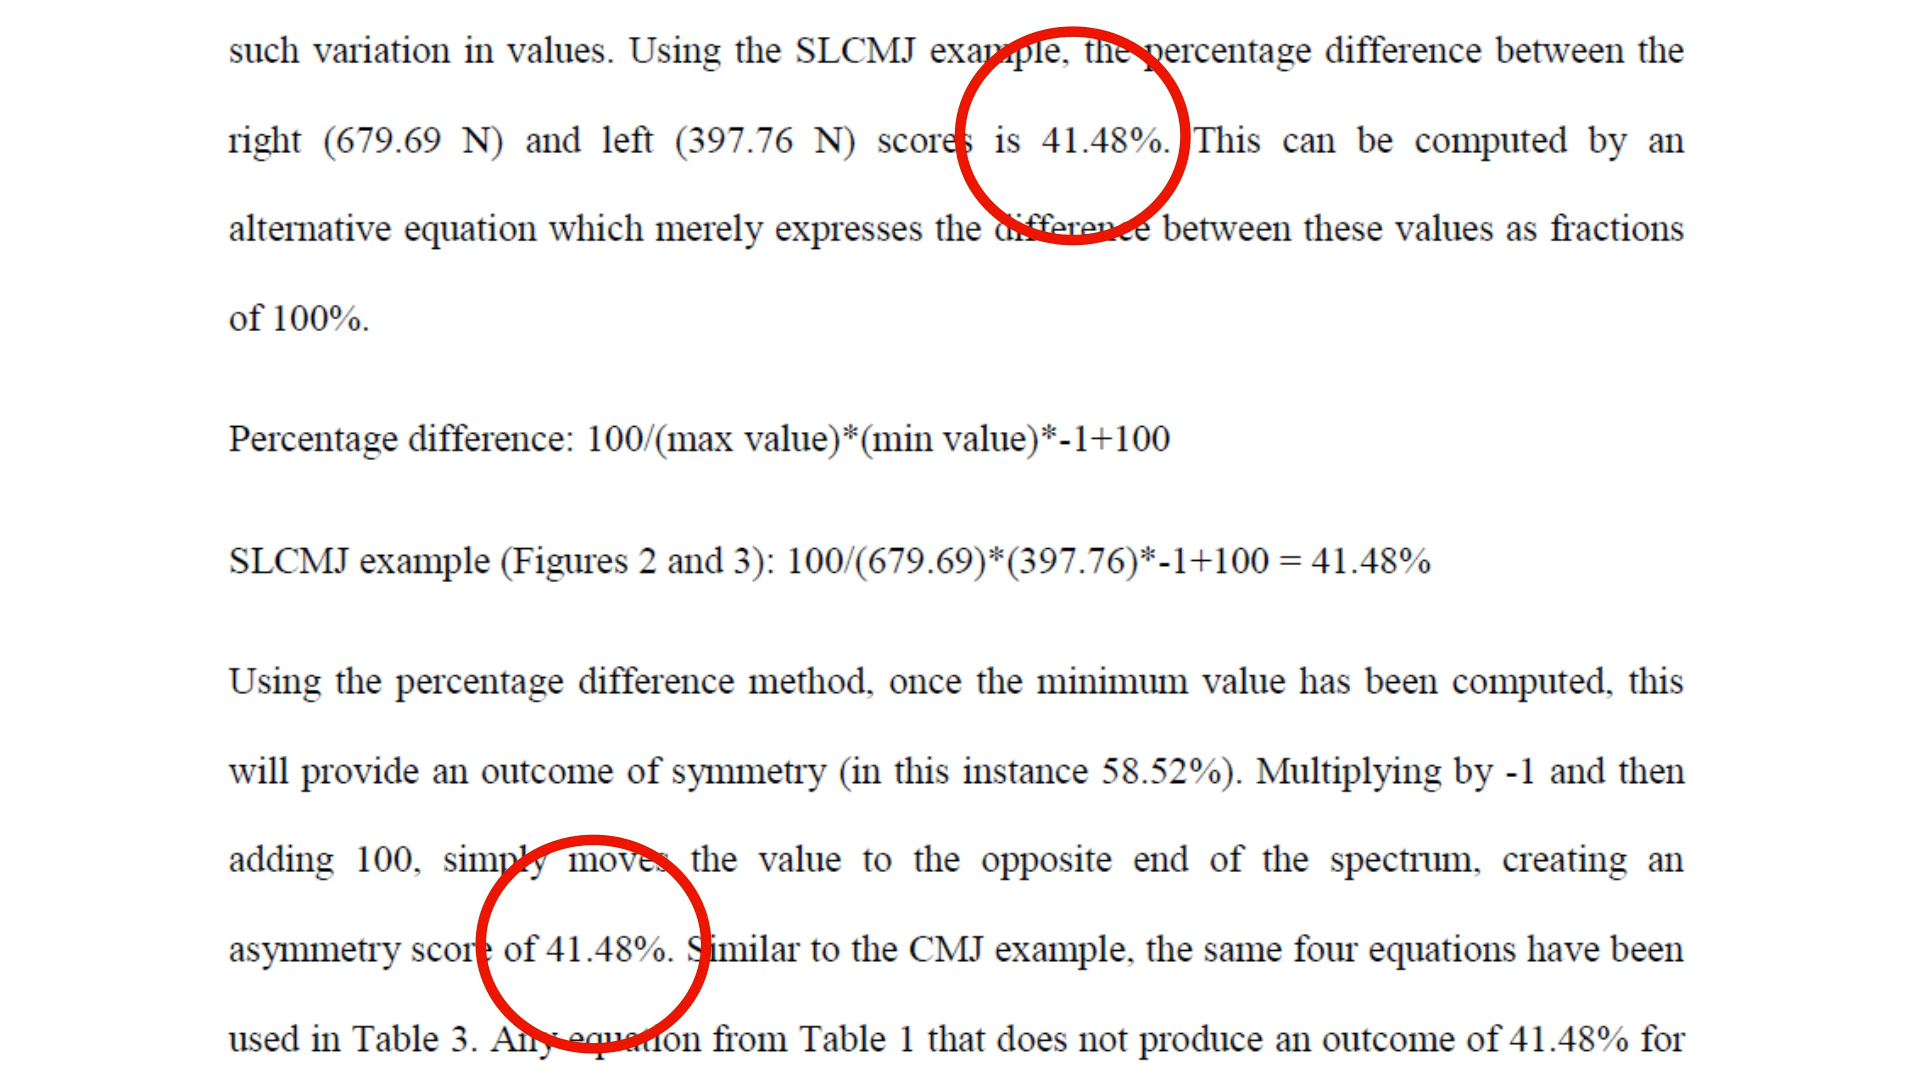 such variation in values. Using the SLCMJ example, the percentage difference between the
right (679.69 N) and left (397.76 N) scores is 41.48%. This can be computed by an
alternative equation which merely expresses the difference between these values as fractions
of 100%.
Percentage difference: 100/(max value)*(min value)*-1+100
SLCMJ example (Figures 2 and 3): 100/(679.69)*(397.76)*-1+100 = 41.48%
Using the percentage difference method, once the minimum value has been computed, this
will provide an outcome of symmetry (in this instance 58.52%). Multiplying by -1 and then
adding 100, simply moves the value to the opposite end of the spectrum, creating an
asymmetry score of 41.48%. Similar to the CMJ example, the same four equations have been
used in Table 3. Any equation from Table 1 that does not produce an outcome of 41.48% for